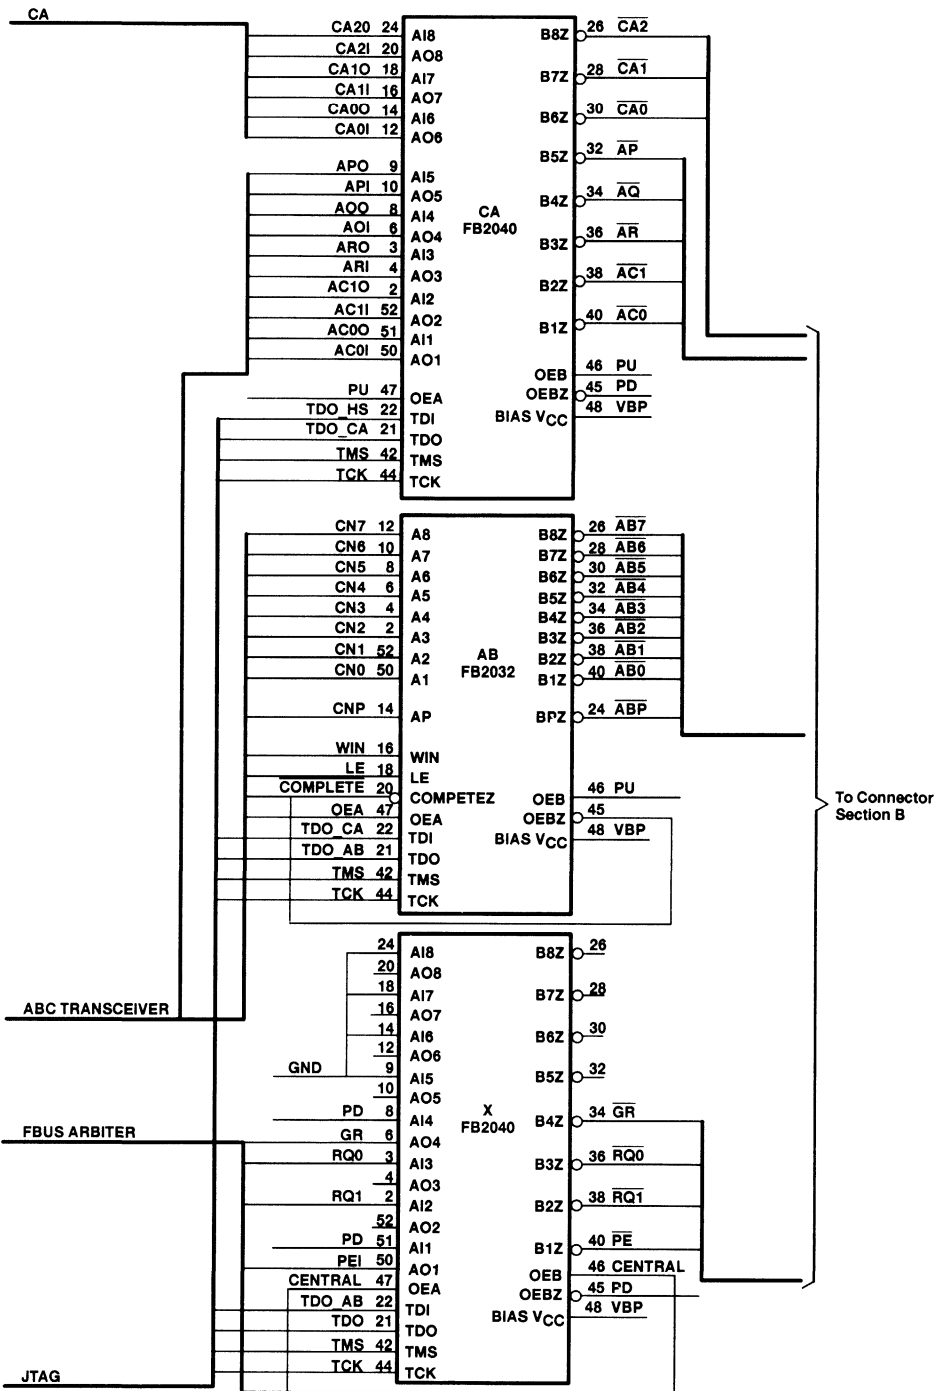 CA
CA20 24 AI8 B8Z 26 CA2
CA2I 20 AO8
CA1O 18 AI7 B7Z 28 CA1
CA1I 16 AO7
CA0O 14 AI6 B6Z 30 CA0
CA0I 12 AO6
APO 9 AI5 B5Z 32 AP
API 10 AO5
AOO 8 AI4 B4Z 34 AQ
AOI 6 AO4
ARO 3 AI3 B3Z 36 AR
ARI 4 AO3
AC1O 2 AI2 B2Z 38 AC1
AC1I 52 AO2
AC0O 51 AI1 B1Z 40 AC0
AC0I 50 AO1
CA
FB2040
OEB 46 PU
PU 47 OEA OEBZ 45 PD
TDO_HS 22 TDI BIAS VCC 48 VBP
TDO_CA 21 TDO
TMS 42 TMS
TCK 44 TCK
CN7 12 A8 B8Z 26 AB7
CN6 10 A7 B7Z 28 AB6
CN5 8 A6 B6Z 30 AB5
CN4 6 A5 B5Z 32 AB4
CN3 4 A4 B4Z 34 AB3
CN2 2 A3 B3Z 36 AB2
CN1 52 A2 B2Z 38 AB1
CN0 50 A1 B1Z 40 AB0
AB
FB2032
CNP 14 AP BPZ 24 ABP
WIN 16 WIN
LE 18 LE
COMPLETE 20 COMPETEZ OEB 46 PU
OEA 47 OEA OEBZ 45
TDO_CA 22 TDI BIAS VCC 48 VBP
TDO_AB 21 TDO
TMS 42 TMS
TCK 44 TCK
To Connector
Section B
24 AI8 B8Z 26
20 AO8
18 AI7 B7Z 28
16 AO7
14 AI6 B6Z 30
12 AO6
GND 9 AI5 B5Z 32
10 AO5
PD 8 AI4 B4Z 34 GR
GR 6 AO4
RQ0 3 AI3 B3Z 36 RQ0
4 AO3
RQ1 2 AI2 B2Z 38 RQ1
52 AO2
PD 51 AI1 B1Z 40 PE
PEI 50 AO1
X
FB2040
CENTRAL 47 OEA OEB 46 CENTRAL
OEBZ 45 PD
TDO_AB 22 TDI BIAS VCC 48 VBP
TDO 21 TDO
TMS 42 TMS
TCK 44 TCK
ABC TRANSCEIVER
FBUS ARBITER
JTAG